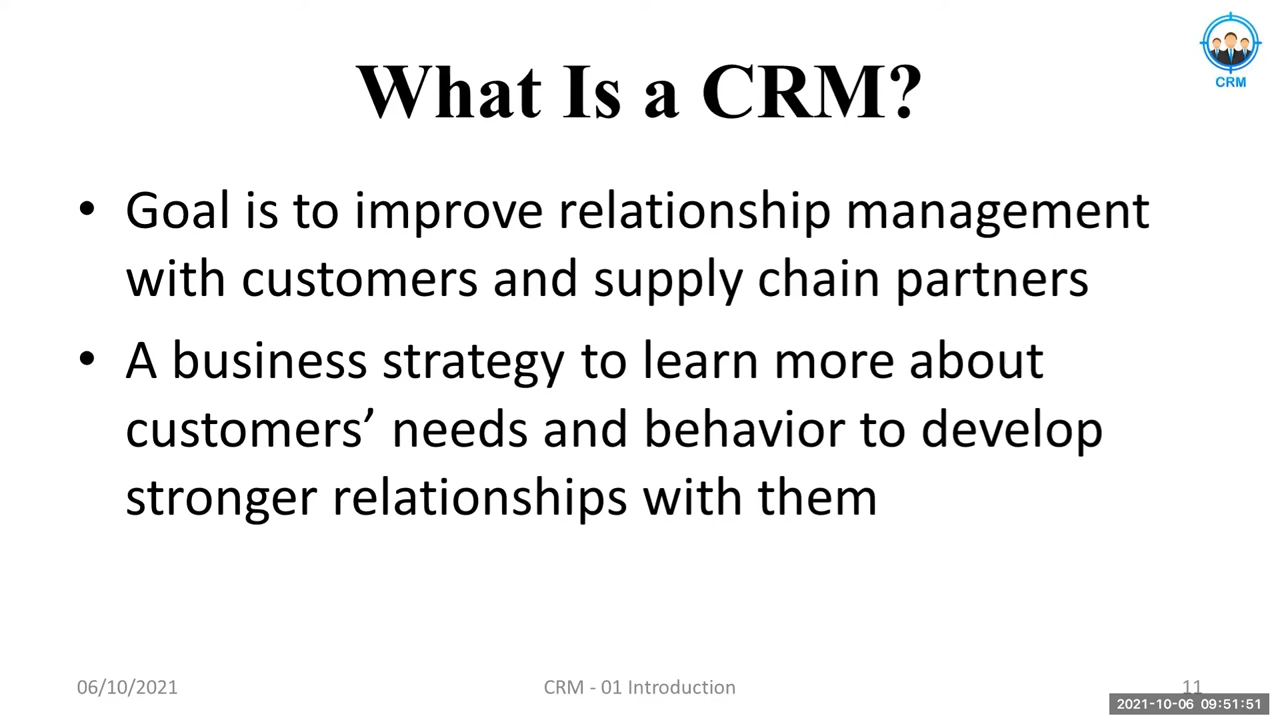 CRM
What Is a CRM?
• Goal is to improve relationship management
with customers and supply chain partners
• A business strategy to learn more about
customers’ needs and behavior to develop
stronger relationships with them
06/10/2021
CRM - 01 Introduction
11
2021-10-06 09:51:51